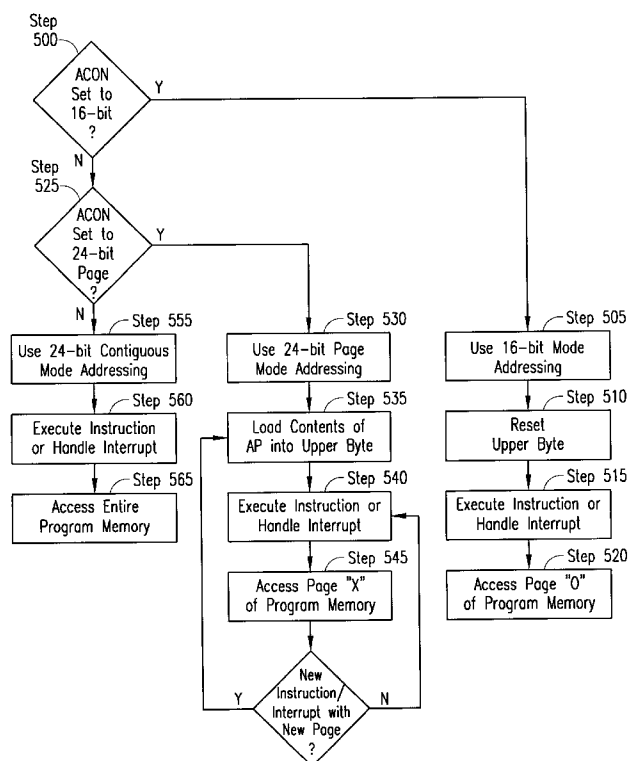 Step
500
ACON
Set to
16-bit
?
Y
N
Step
525
ACON
Set to
24-bit
Page
?
Y
N
Step 555
Use 24-bit Contiguous
Mode Addressing
Step 560
Execute Instruction
or Handle Interrupt
Step 565
Access Entire
Program Memory
Step 530
Use 24-bit Page
Mode Addressing
Step 535
Load Contents of
AP into Upper Byte
Step 540
Execute Instruction or
Handle Interrupt
Step 545
Access Page "X"
of Program Memory
New
Instruction/
Interrupt with
New Page
?
Y
N
Step 505
Use 16-bit Mode
Addressing
Step 510
Reset
Upper Byte
Step 515
Execute Instruction or
Handle Interrupt
Step 520
Access Page "0"
of Program Memory